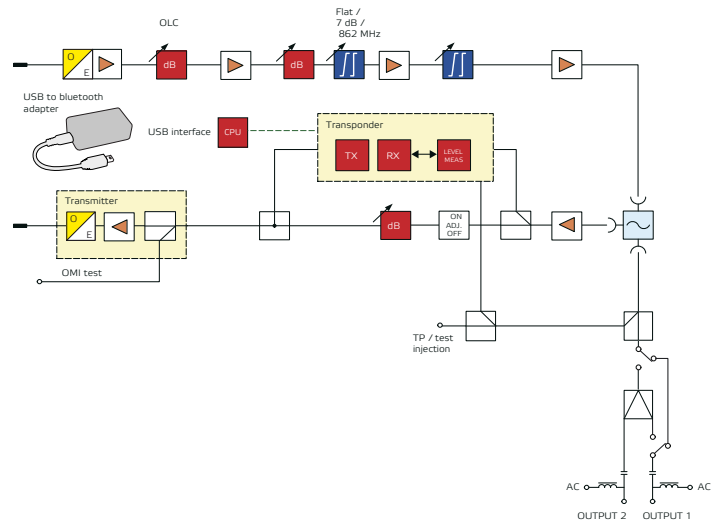 OLC
Flat /
7 dB /
862 MHz
O
E
dB
dB
USB to bluetooth
adapter
USB interface
CPU
Transponder
TX
RX
LEVEL
MEAS
Transmitter
O
E
dB
ON
ADJ.
OFF
OMI test
TP / test
injection
AC
AC
OUTPUT 2
OUTPUT 1